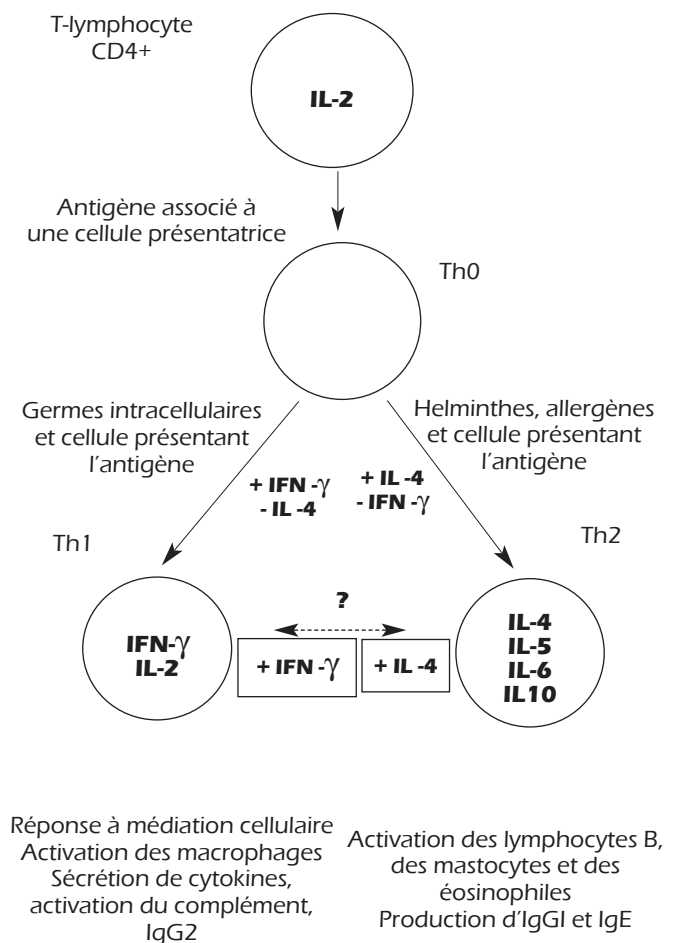 T-lymphocyte
CD4+
IL-2
Antigène associé à
une cellule présentatrice
Th0
Germes intracellulaires
et cellule présentant
l'antigène
Helminthes, allergènes
et cellule présentant
l'antigène
+ IFN -γ
- IL -4
+ IL -4
- IFN -γ
Th1
Th2
?
IFN-γ
IL-2
+ IFN -γ
+ IL -4
IL-4
IL-5
IL-6
IL10
Réponse à médiation cellulaire
Activation des macrophages
Sécrétion de cytokines,
activation du complément,
IgG2
Activation des lymphocytes B,
des mastocytes et des
éosinophiles
Production d'IgGI et IgE